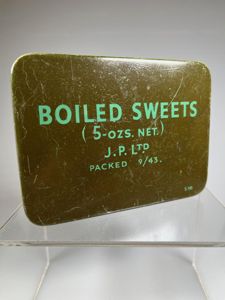 BOILED SWEETS
(5-OZS. NET.)
J.P. LTD
PACKED 9/43.